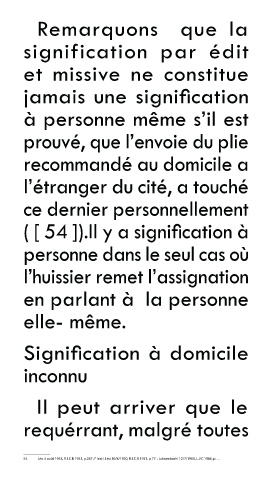 Remarquons que la
signification par édit
et missive ne constitue
jamais une signification
à personne même s'il est
prouvé, que l'envoie du plie
recommandé au domicile a
l'étranger du cité, a touché
ce dernier personnellement
( [ 54 ]).Il y a signification à
personne dans le seul cas où
l'huissier remet l'assignation
en parlant à la personne
elle- même.
Signification à domicile
inconnu
Il peut arriver que le
requérrant, malgré toutes